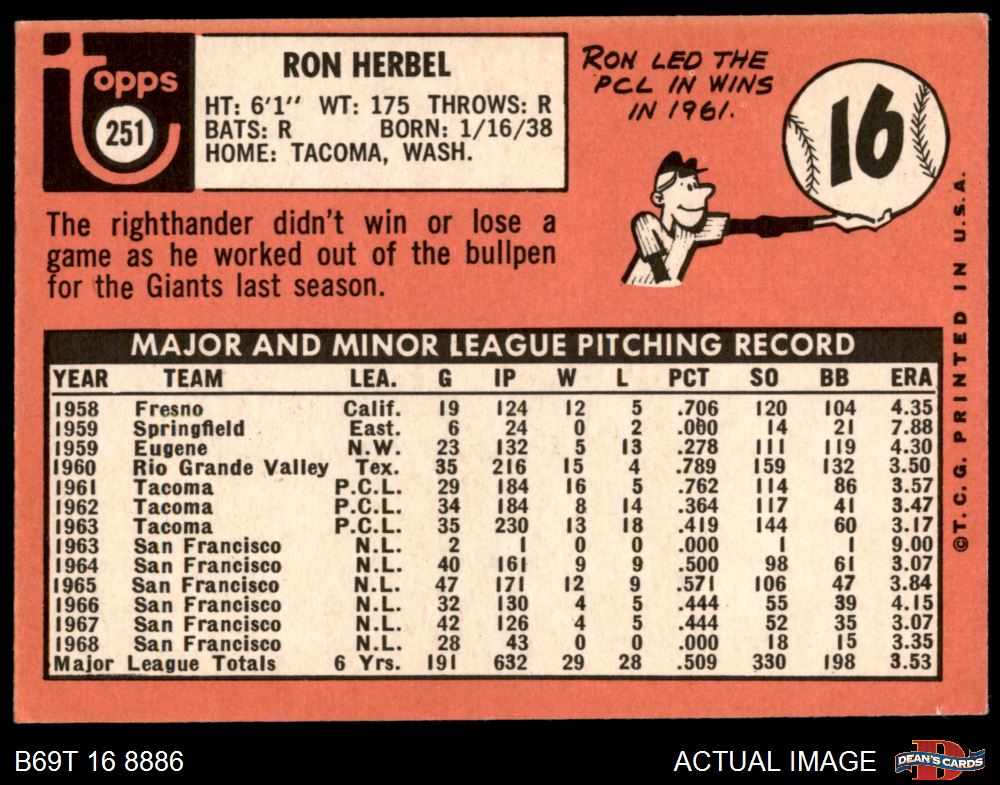 Topps
251
RON HERBEL
HT: 6'1" WT: 175 THROWS: R
BATS: R BORN: 1/16/38
HOME: TACOMA, WASH.
RON LED THE
PCL IN WINS
IN 1961.
16
The righthander didn't win or lose a
game as he worked out of the bullpen
for the Giants last season.
MAJOR AND MINOR LEAGUE PITCHING RECORD
YEAR TEAM LEA. G IP W L PCT SO BB ERA
1958 Fresno Calif. 19 124 12 5 .706 120 104 4.35
1959 Springfield East. 6 24 0 2 .000 14 21 7.88
1959 Eugene N.W. 23 132 5 13 .278 111 119 4.30
1960 Rio Grande Valley Tex. 35 216 15 4 .789 159 132 3.50
1961 Tacoma P.C.L. 29 184 16 5 .762 114 86 3.57
1962 Tacoma P.C.L. 34 184 8 14 .364 117 41 3.47
1963 Tacoma P.C.L. 35 230 13 18 .419 144 60 3.17
1963 San Francisco N.L. 2 1 0 0 .000 1 1 9.00
1964 San Francisco N.L. 40 161 9 9 .500 98 61 3.07
1965 San Francisco N.L. 47 171 12 9 .571 106 47 3.84
1966 San Francisco N.L. 32 130 4 5 .444 55 39 4.15
1967 San Francisco N.L. 42 126 4 5 .444 52 35 3.07
1968 San Francisco N.L. 28 43 0 0 .000 18 15 3.35
Major League Totals 6 Yrs. 191 632 29 28 .509 330 198 3.53
©T.C.G. PRINTED IN U.S.A.
B69T 16 8886
ACTUAL IMAGE
DEAN'S CARDS